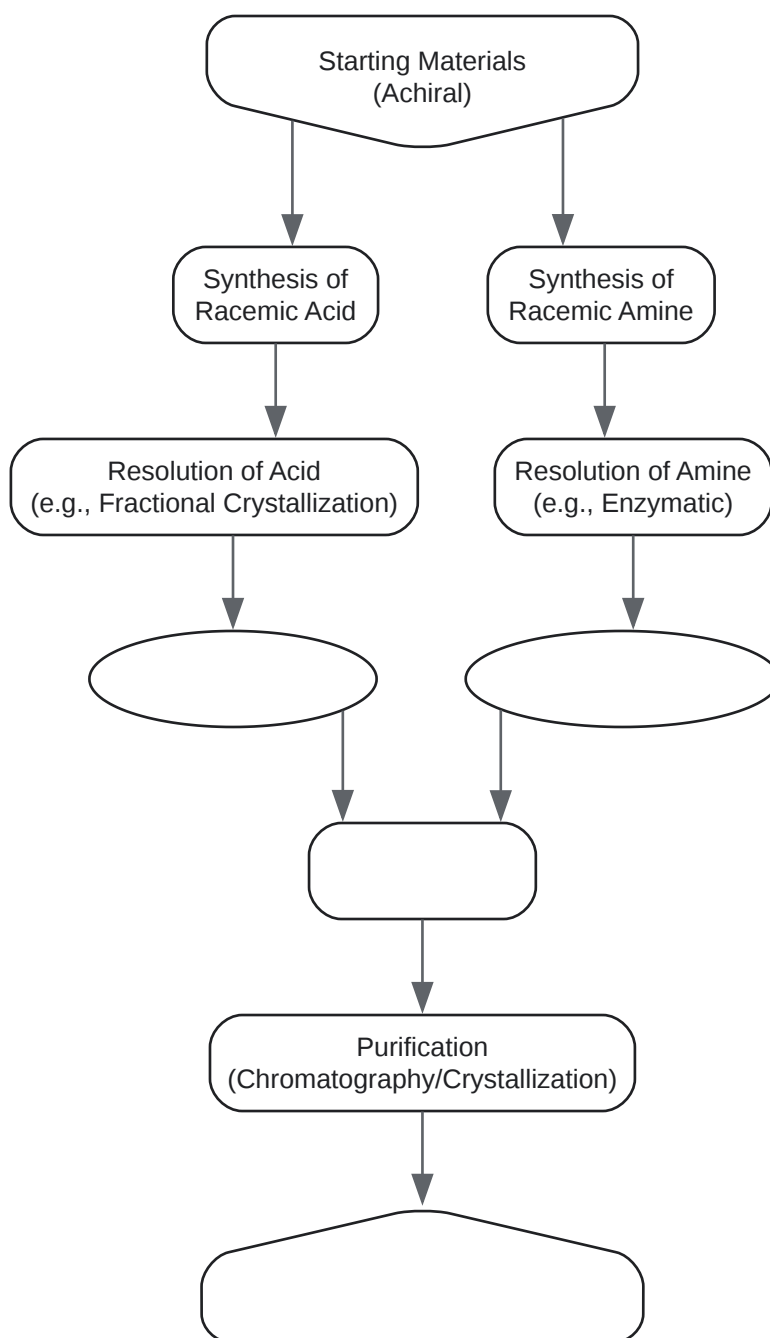 Starting Materials
(Achiral)
Synthesis of
Racemic Acid
Synthesis of
Racemic Amine
Resolution of Acid
(e.g., Fractional Crystallization)
Resolution of Amine
(e.g., Enzymatic)
Purification
(Chromatography/Crystallization)